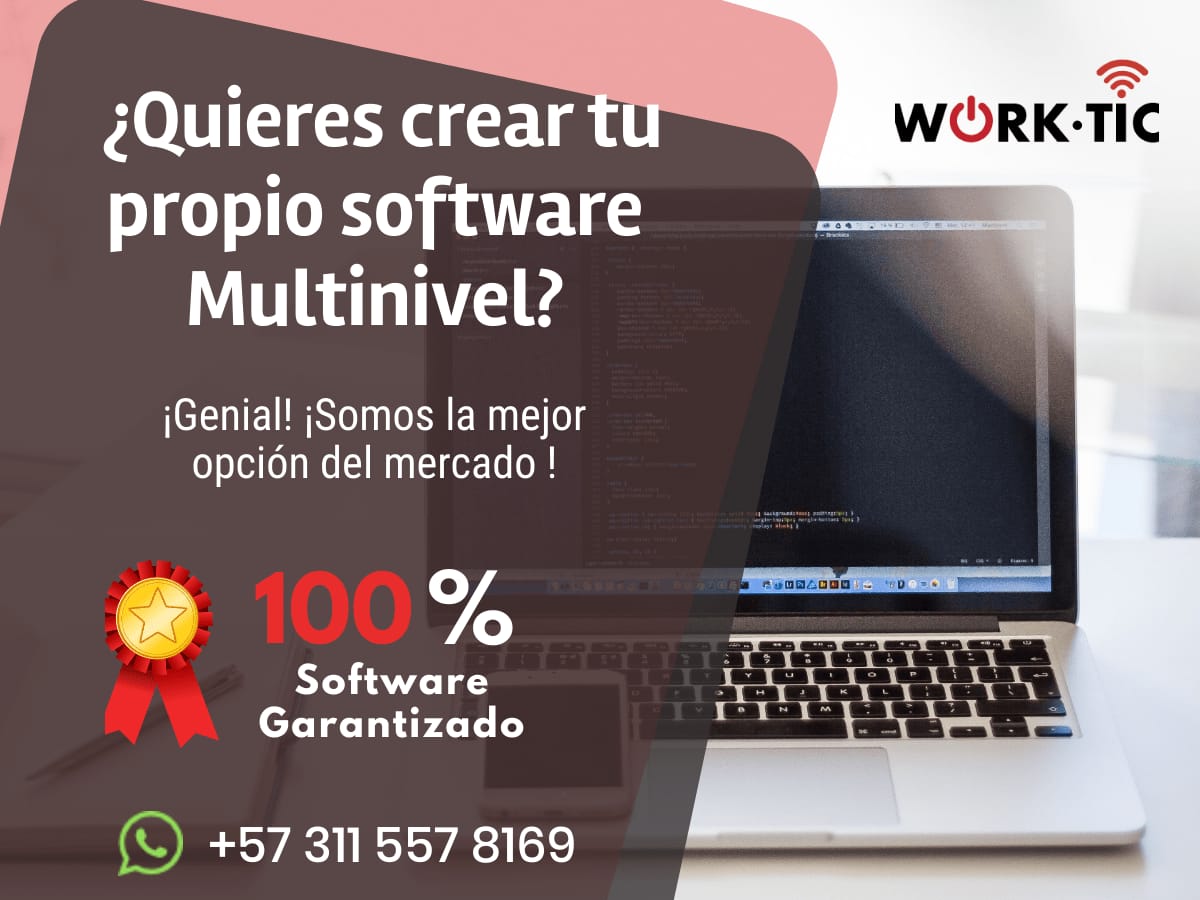 WORK·TIC
¿Quieres crear tu
propio software
Multinivel?
¡Genial! ¡Somos la mejor
opción del mercado !
100 %
Software
Garantizado
+57 311 557 8169